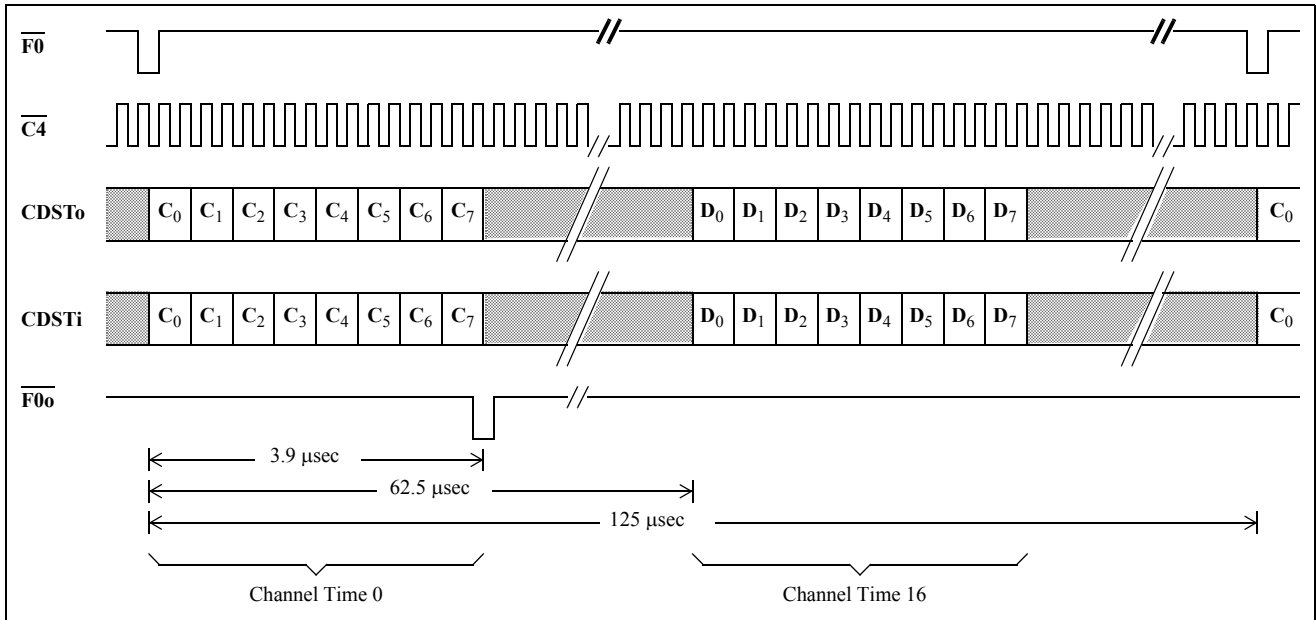 F0
C4
CDSTo C₀ C₁ C₂ C₃ C₄ C₅ C₆ C₇ D₀ D₁ D₂ D₃ D₄ D₅ D₆ D₇ C₀
CDSTi C₀ C₁ C₂ C₃ C₄ C₅ C₆ C₇ D₀ D₁ D₂ D₃ D₄ D₅ D₆ D₇ C₀
F0o
3.9 μsec
62.5 μsec
125 μsec
Channel Time 0 Channel Time 16